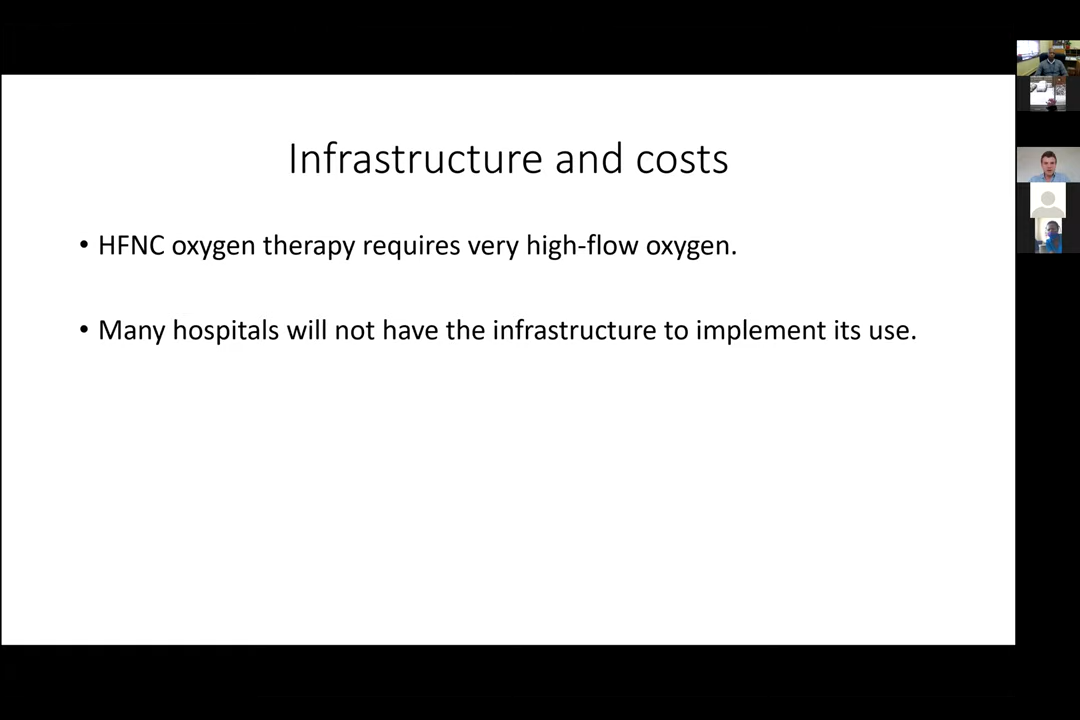 Infrastructure and costs
• HFNC oxygen therapy requires very high-flow oxygen.
• Many hospitals will not have the infrastructure to implement its use.